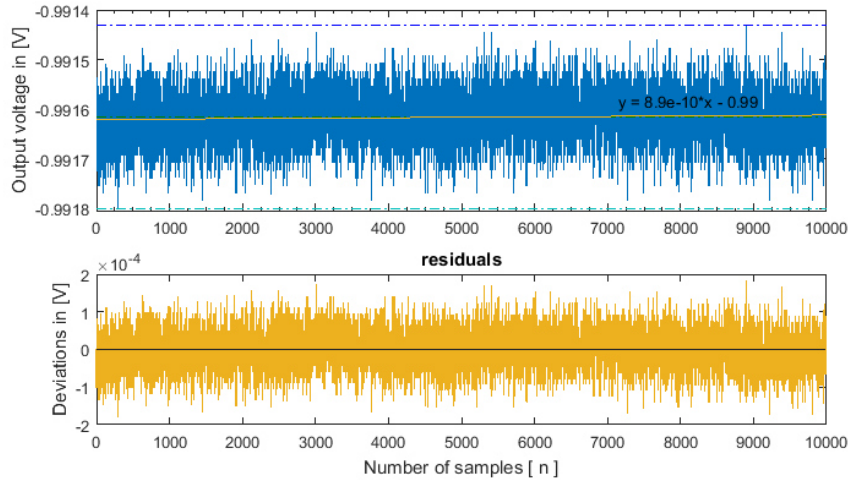 -0.9914
-0.9915
-0.9916
-0.9917
-0.9918
Output voltage in [V]
y = 8.9e-10*x - 0.99
0 1000 2000 3000 4000 5000 6000 7000 8000 9000 10000
×10-4
residuals
2
1
0
-1
-2
Deviations in [V]
0 1000 2000 3000 4000 5000 6000 7000 8000 9000 10000
Number of samples [ n ]